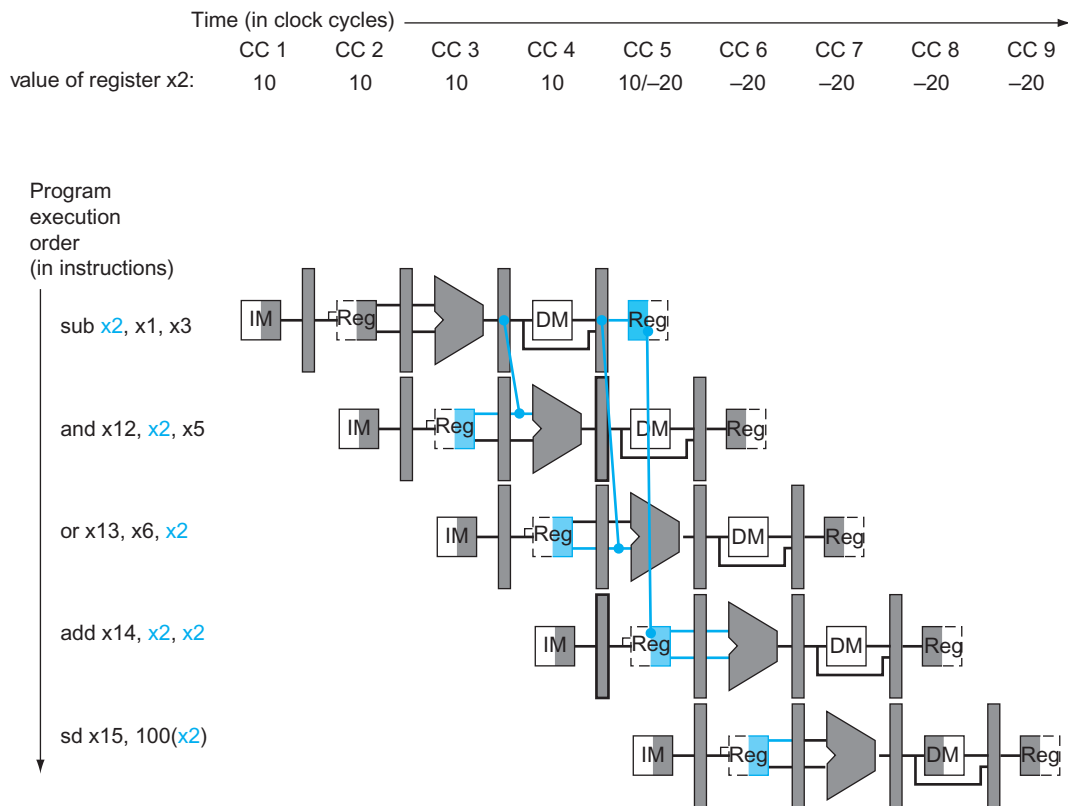 Time (in clock cycles)
CC 1 CC 2 CC 3 CC 4 CC 5 CC 6 CC 7 CC 8 CC 9
value of register x2: 10 10 10 10 10/–20 –20 –20 –20 –20
Program
execution
order
(in instructions)
sub x2, x1, x3
IM Reg DM Reg
and x12, x2, x5
IM Reg DM Reg
or x13, x6, x2
IM Reg DM Reg
add x14, x2, x2
IM Reg DM Reg
sd x15, 100(x2)
IM Reg DM Reg